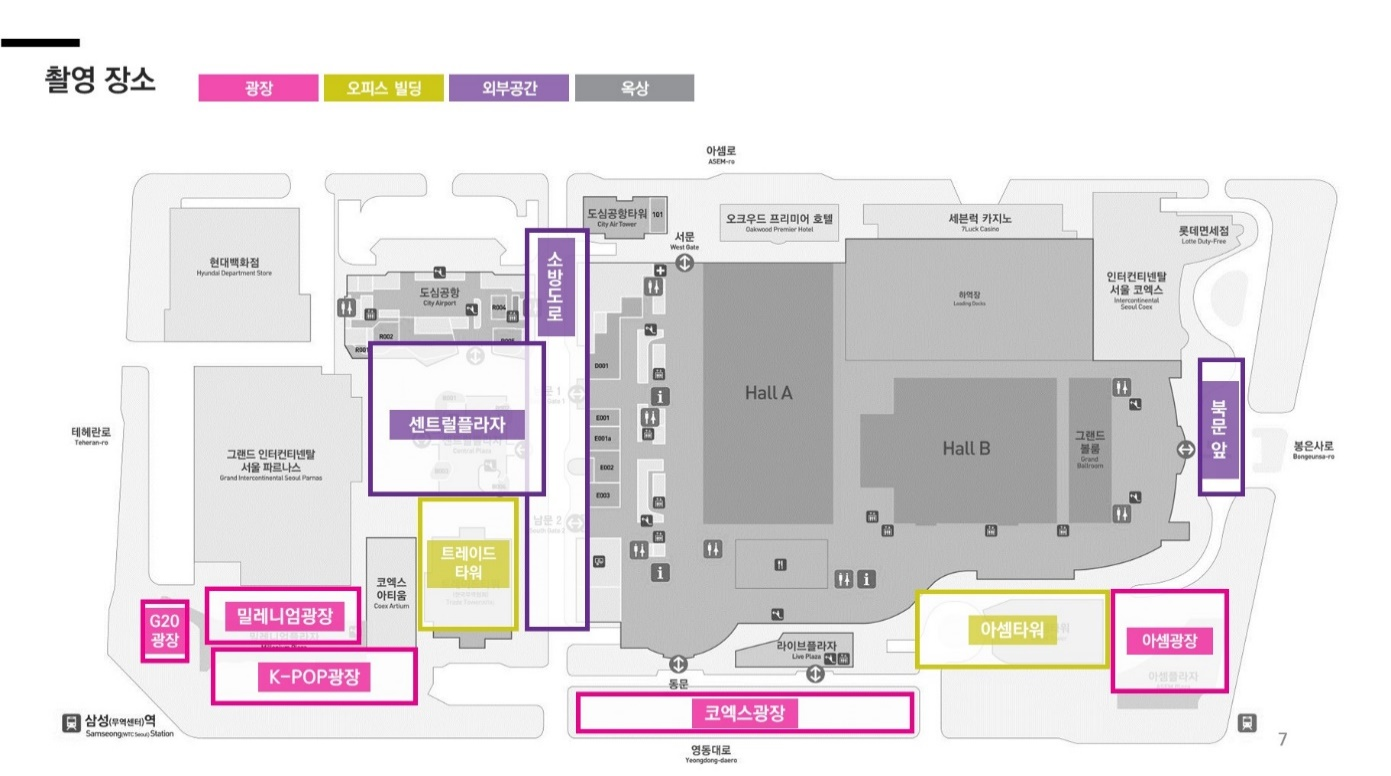 촬영 장소
광장
오피스 빌딩
외부공간
옥상
아셈로
ASEM-ro
도심공항타워
City Air Tower
101
오크우드 프리미어 호텔
Oakwood Premier Hotel
세븐럭 카지노
7Luck Casino
롯데면세점
Lotte Duty-Free
서문
West Gate
현대백화점
Hyundai Department Store
소방도로
도심공항
City Airport
R004
R002
R001
하역장
Loading Docks
인터컨티넨탈
서울 코엑스
Intercontinental
Seoul Coex
D001
Hall A
센트럴플라자
E001
E001a
E002
E003
Hall B
그랜드
볼룸
Grand
Ballroom
북문 앞
테헤란로
Teheran-ro
봉은사로
Bongeunsa-ro
그랜드 인터컨티넨탈
서울 파르나스
Grand Intercontinental Seoul Parnas
남문 2
트레이드
타워
코엑스
아티움
Coex Artium
G20
광장
밀레니엄광장
K-POP광장
아셈타워
아셈광장
아셈플라자
라이브플라자
Live Plaza
동문
코엑스광장
삼성(무역센터)역
Samseong(WTC Seoul) Station
영동대로
Yeongdong-daero
7